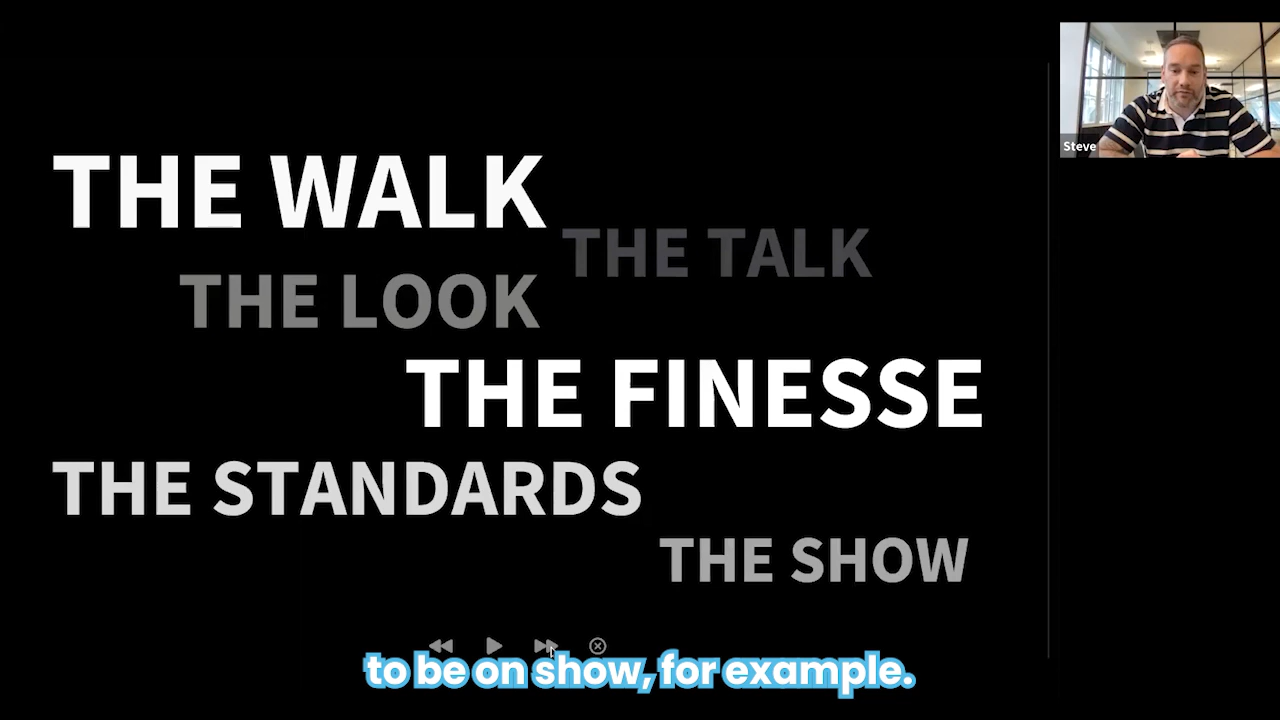 Steve
THE WALK
THE TALK
THE LOOK
THE FINESSE
THE STANDARDS
THE SHOW
to be on show, for example.